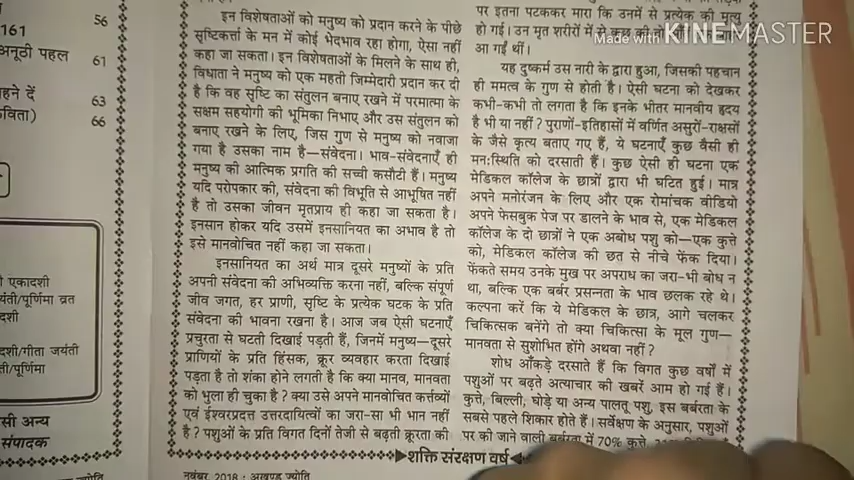 56
161
अनूठी पहल
61
हने दें
63
कविता)
66
ो एकादशी
यंती/पूर्णिमा व्रत
दशी
दशी/गीता जयंती
ती/पूर्णिमा
सी अन्य
संपादक
इन विशेषताओं को मनुष्य को प्रदान करने के पीछे
सृष्टिकर्त्ता के मन में कोई भेदभाव रहा होगा, ऐसा नहीं
कहा जा सकता। इन विशेषताओं के मिलने के साथ ही,
विधाता ने मनुष्य को एक महती जिम्मेदारी प्रदान कर दी
है कि वह सृष्टि का संतुलन बनाए रखने में परमात्मा के
सक्षम सहयोगी की भूमिका निभाए और उस संतुलन को
बनाए रखने के लिए, जिस गुण से मनुष्य को नवाजा
गया है उसका नाम है—संवेदना। भाव-संवेदनाएँ ही
मनुष्य की आत्मिक प्रगति की सच्ची कसौटी हैं। मनुष्य
यदि परोपकार की, संवेदना की विभूति से आभूषित नहीं
है तो उसका जीवन मृतप्राय ही कहा जा सकता है।
इनसान होकर यदि उसमें इनसानियत का अभाव है तो
इसे मानवोचित नहीं कहा जा सकता।
इनसानियत का अर्थ मात्र दूसरे मनुष्यों के प्रति
अपनी संवेदना की अभिव्यक्ति करना नहीं, बल्कि संपूर्ण
जीव जगत, हर प्राणी, सृष्टि के प्रत्येक घटक के प्रति
संवेदना की भावना रखना है। आज जब ऐसी घटनाएँ
प्रचुरता से घटती दिखाई पड़ती हैं, जिनमें मनुष्य—दूसरे
प्राणियों के प्रति हिंसक, क्रूर व्यवहार करता दिखाई
पड़ता है तो शंका होने लगती है कि क्या मानव, मानवता
को भुला ही चुका है? क्या उसे अपने मानवोचित कर्त्तव्यों
एवं ईश्वरप्रदत्त उत्तरदायित्वों का जरा-सा भी भान नहीं
है? पशुओं के प्रति विगत दिनों तेजी से बढ़ती क्रूरता की
पर इतना पटककर मारा कि उनमें से प्रत्येक की मृत्यु
हो गई। उन मृत शरीरों में से कुछ की
आ गई थीं।
यह दुष्कर्म उस नारी के द्वारा हुआ, जिसकी पहचान
ही ममत्व के गुण से होती है। ऐसी घटना को देखकर
कभी-कभी तो लगता है कि इनके भीतर मानवीय हृदय
है भी या नहीं? पुराणों-इतिहासों में वर्णित असुरों-राक्षसों
के जैसे कृत्य बताए गए हैं, ये घटनाएँ कुछ वैसी ही
मन:स्थिति को दरसाती हैं। कुछ ऐसी ही घटना एक
मेडिकल कॉलेज के छात्रों द्वारा भी घटित हुई। मात्र
अपने मनोरंजन के लिए और एक रोमांचक वीडियो
अपने फेसबुक पेज पर डालने के भाव से, एक मेडिकल
कॉलेज के दो छात्रों ने एक अबोध पशु को—एक कुत्ते
को, मेडिकल कॉलेज की छत से नीचे फेंक दिया।
फेंकते समय उनके मुख पर अपराध का जरा-भी बोध न
था, बल्कि एक बर्बर प्रसन्नता के भाव छलक रहे थे।
कल्पना करें कि ये मेडिकल के छात्र, आगे चलकर
चिकित्सक बनेंगे तो क्या चिकित्सा के मूल गुण—
मानवता से सुशोभित होंगे अथवा नहीं?
शोध आँकड़े दरसाते हैं कि विगत कुछ वर्षों में
पशुओं पर बढ़ते अत्याचार की खबरें आम हो गई हैं।
कुत्ते, बिल्ली, घोड़े या अन्य पालतू पशु, इस बर्बरता के
सबसे पहले शिकार होते हैं। सर्वेक्षण के अनुसार, पशुओं
पर की जाने वाली बर्बरता में 70% कुत्ते,
▶शक्ति संरक्षण वर्ष◀
नवंबर, 2018 : अखण्ड ज्योति
Made with KINEMASTER